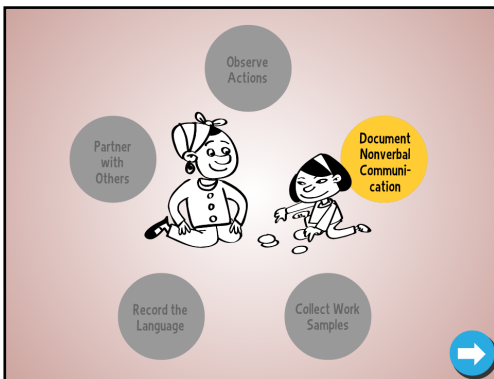 Observe
Actions
Partner
with
Others
Document
Nonverbal
Communi-
cation
Record the
Language
Collect Work
Samples